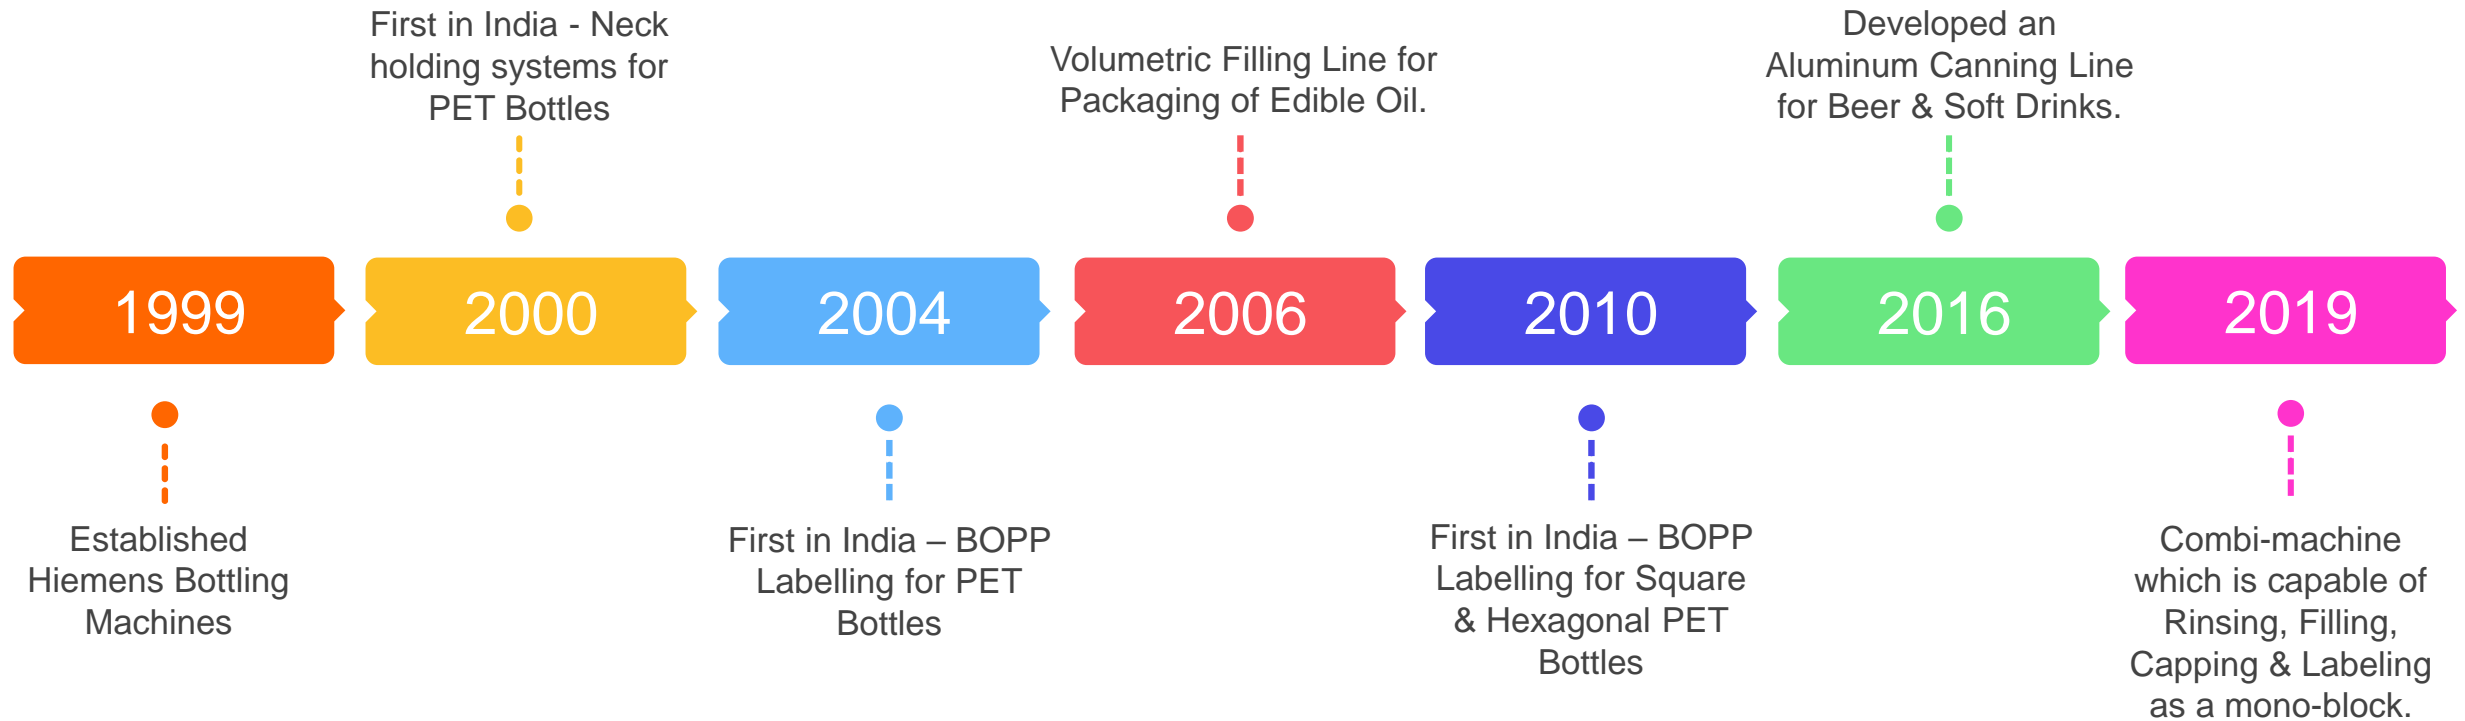 First in India - Neck
holding systems for
PET Bottles
Volumetric Filling Line for
Packaging of Edible Oil.
Developed an
Aluminum Canning Line
for Beer & Soft Drinks.
1999
2000
2004
2006
2010
2016
2019
Established
Hiemens Bottling
Machines
First in India – BOPP
Labelling for PET
Bottles
First in India – BOPP
Labelling for Square
& Hexagonal PET
Bottles
Combi-machine
which is capable of
Rinsing, Filling,
Capping & Labeling
as a mono-block.